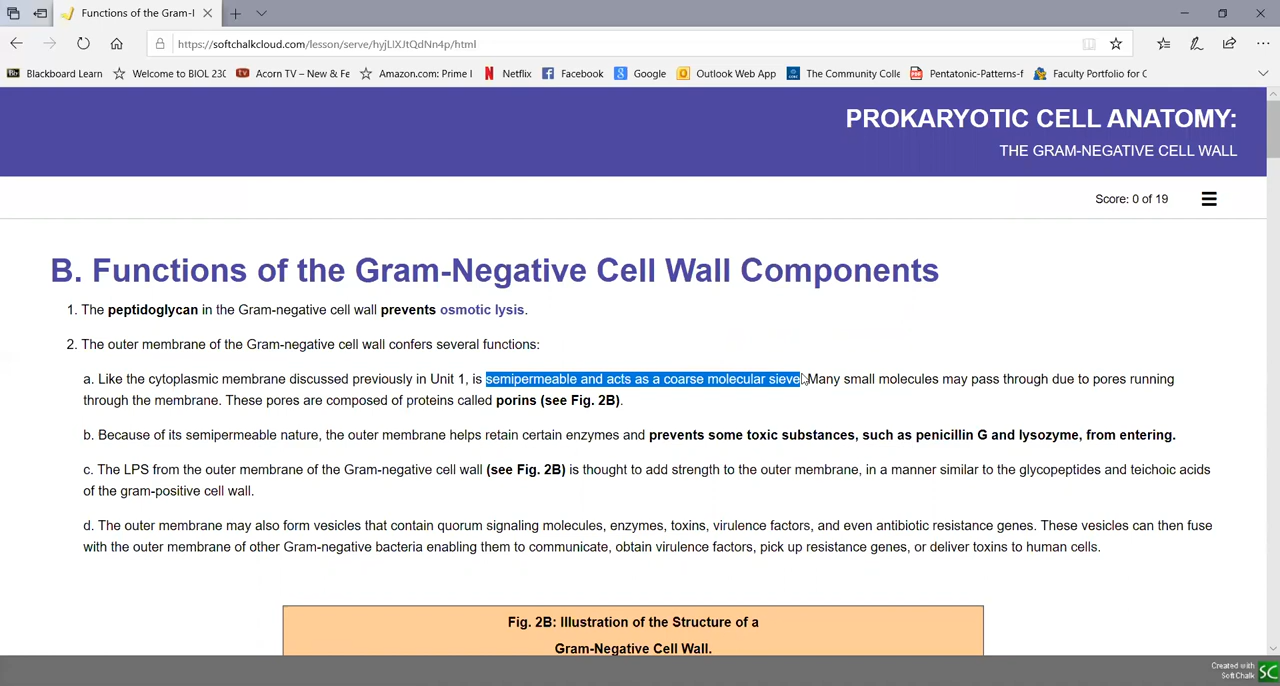 Functions of the Gram-I
https://softchalkcloud.com/lesson/serve/hyjLlXJtQdNn4p/html
Blackboard Learn Welcome to BIOL 230 Acorn TV – New & Fe Amazon.com: Prime I Netflix Facebook Google Outlook Web App The Community Colle Pentatonic-Patterns-f Faculty Portfolio for C
PROKARYOTIC CELL ANATOMY:
THE GRAM-NEGATIVE CELL WALL
Score: 0 of 19
B. Functions of the Gram-Negative Cell Wall Components
1. The peptidoglycan in the Gram-negative cell wall prevents osmotic lysis.
2. The outer membrane of the Gram-negative cell wall confers several functions:
a. Like the cytoplasmic membrane discussed previously in Unit 1, is semipermeable and acts as a coarse molecular sieve. Many small molecules may pass through due to pores running
through the membrane. These pores are composed of proteins called porins (see Fig. 2B).
b. Because of its semipermeable nature, the outer membrane helps retain certain enzymes and prevents some toxic substances, such as penicillin G and lysozyme, from entering.
c. The LPS from the outer membrane of the Gram-negative cell wall (see Fig. 2B) is thought to add strength to the outer membrane, in a manner similar to the glycopeptides and teichoic acids
of the gram-positive cell wall.
d. The outer membrane may also form vesicles that contain quorum signaling molecules, enzymes, toxins, virulence factors, and even antibiotic resistance genes. These vesicles can then fuse
with the outer membrane of other Gram-negative bacteria enabling them to communicate, obtain virulence factors, pick up resistance genes, or deliver toxins to human cells.
Fig. 2B: Illustration of the Structure of a
Gram-Negative Cell Wall.
Created with
SoftChalk
SC